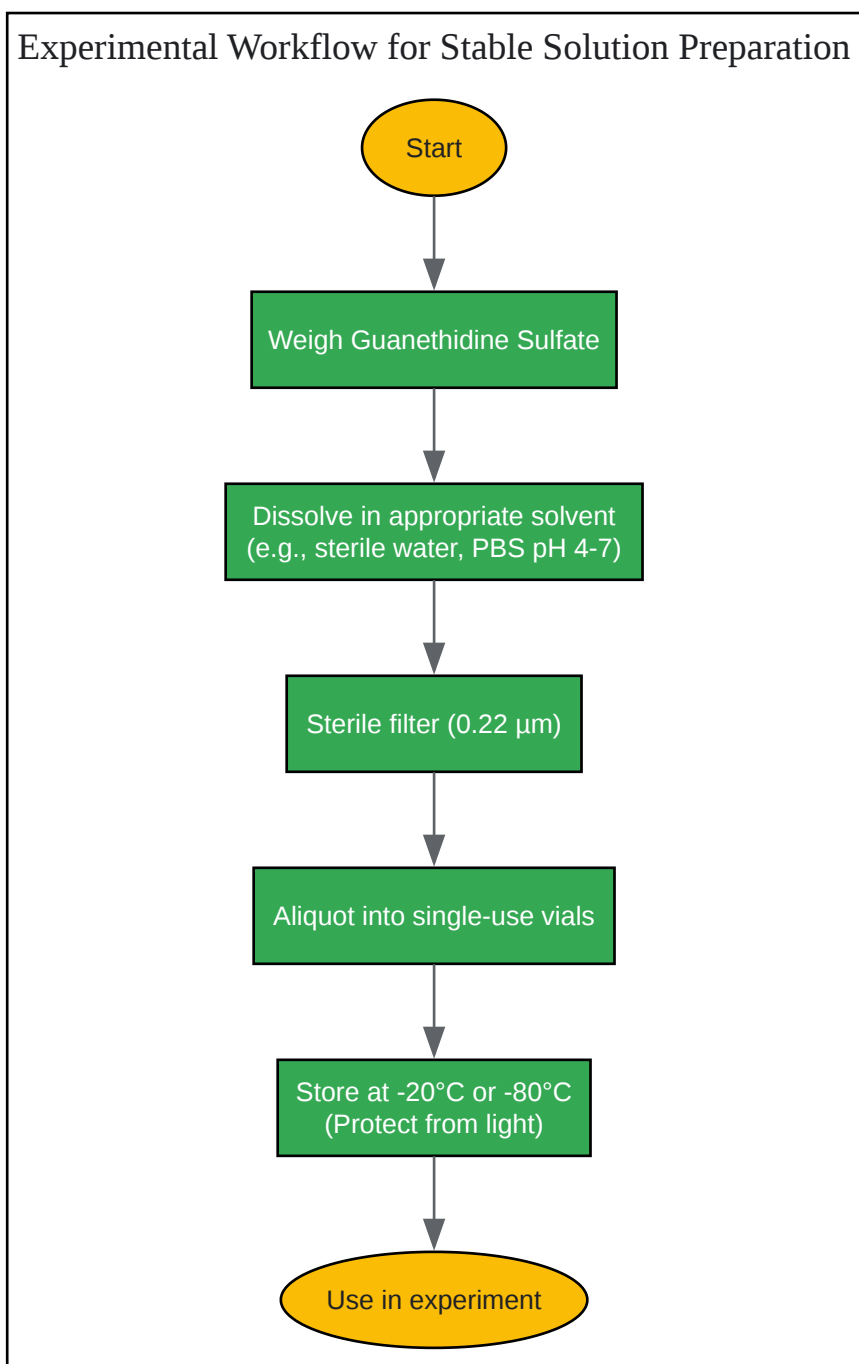 Experimental Workflow for Stable Solution Preparation
Start
Weigh Guanethidine Sulfate
Dissolve in appropriate solvent
(e.g., sterile water, PBS pH 4-7)
Sterile filter (0.22 µm)
Aliquot into single-use vials
Store at -20°C or -80°C
(Protect from light)
Use in experiment